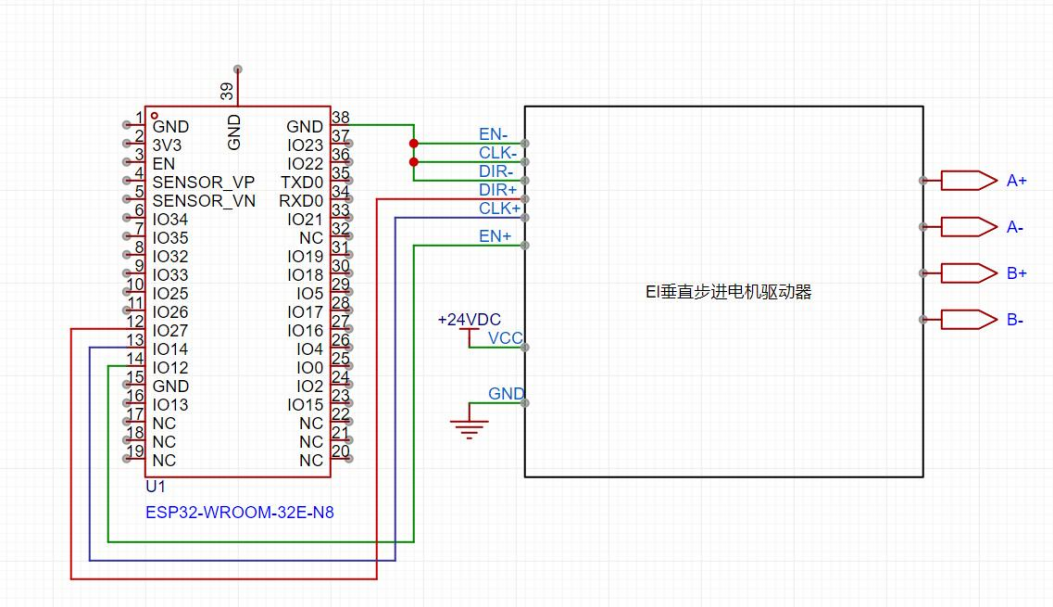 39
GND
1 GND
2 3V3
3 EN
4 SENSOR_VP
5 SENSOR_VN
6 IO34
7 IO35
8 IO32
9 IO33
10 IO25
11 IO26
12 IO27
13 IO14
14 IO12
15 GND
16 IO13
17 NC
18 NC
19 NC
GND 38
IO23 37
IO22 36
TXD0 35
RXD0 34
IO21 33
NC 32
IO19 31
IO18 30
IO5 29
IO17 28
IO16 27
IO4 26
IO0 25
IO2 24
IO15 23
NC 22
NC 21
NC 20
U1
ESP32-WROOM-32E-N8
EN-
CLK-
DIR-
DIR+
CLK+
EN+
+24VDC
VCC
GND
EI垂直步进电机驱动器
A+
A-
B+
B-